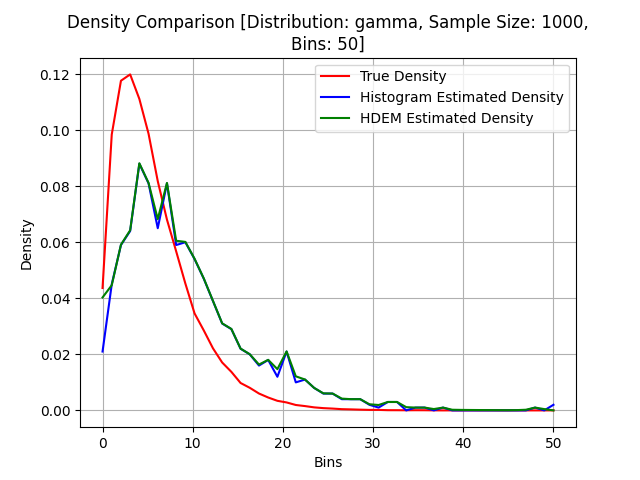 Density Comparison [Distribution: gamma, Sample Size: 1000,
Bins: 50]
True Density
Histogram Estimated Density
HDEM Estimated Density
0.12
0.10
0.08
0.06
0.04
0.02
0.00
Density
0 10 20 30 40 50
Bins